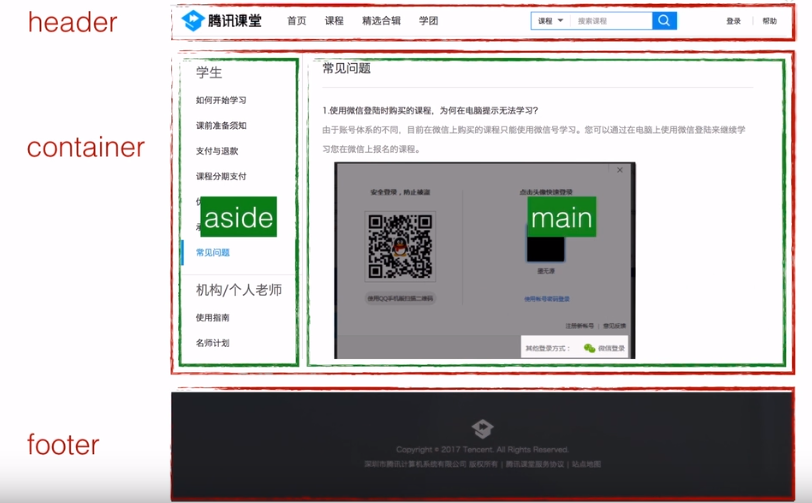 header
腾讯课堂 首页 课程 精选合辑 学团 课程 搜索课程 登录 帮助
container
学生
如何开始学习
课前准备须知
支付与退款
课程分期支付
aside
常见问题
机构/个人老师
使用指南
名师计划
常见问题
1.使用微信登陆时购买的课程，为何在电脑提示无法学习？
由于账号体系的不同，目前在微信上购买的课程只能使用微信号学习。您可以通过在电脑上使用微信登陆来继续学
习您在微信上报名的课程。
安全登录，防止盗号 点击头像快速登录
main
使用QQ手机版扫描二维码 使用帐号密码登录
注册新帐号 | 意见反馈
其他登录方式： 微信登录
footer
Copyright © 2017 Tencent. All Rights Reserved.
深圳市腾讯计算机系统有限公司 版权所有 | 腾讯课堂服务协议 | 站点地图